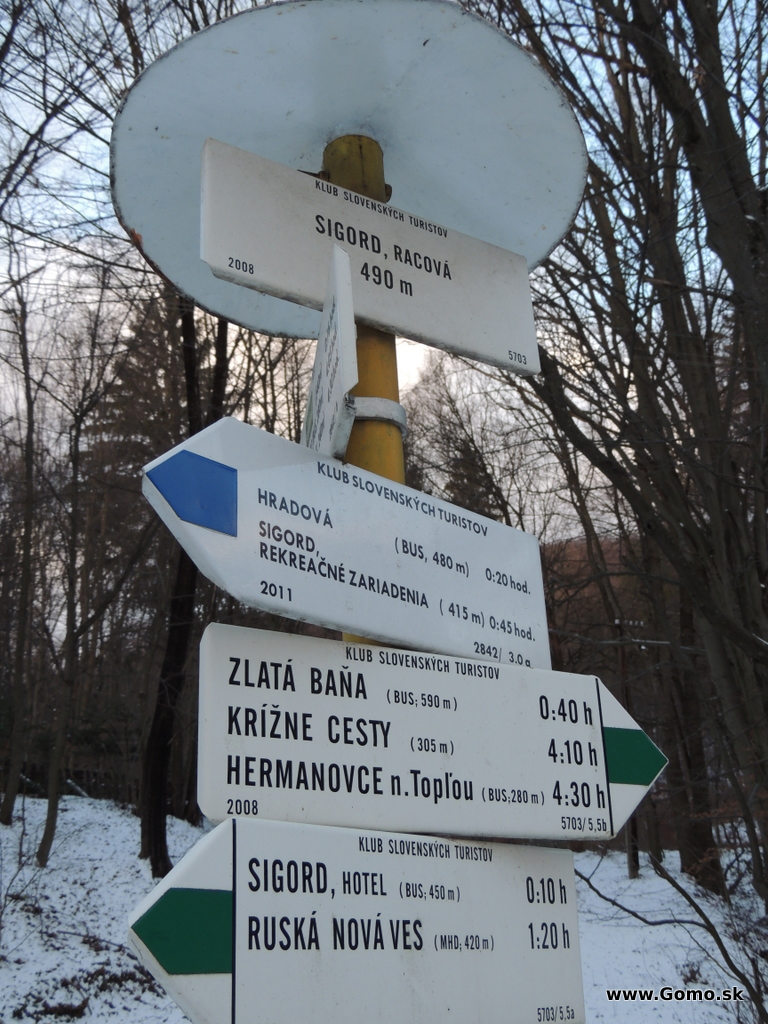 KLUB SLOVENSKÝCH TURISTOV
SIGORD, RACOVÁ
490 m
2008
5703
KLUB SLOVENSKÝCH TURISTOV
HRADOVÁ (BUS, 480 m) 0:20 hod.
SIGORD,
REKREAČNÉ ZARIADENIA (415 m) 0:45 hod.
2011
2842/ 3.0a
KLUB SLOVENSKÝCH TURISTOV
ZLATÁ BAŇA (BUS; 590 m) 0:40 h
KRÍŽNE CESTY (305 m) 4:10 h
HERMANOVCE n.Topľou (BUS;280 m) 4:30 h
2008
5703/5,5b
KLUB SLOVENSKÝCH TURISTOV
SIGORD, HOTEL (BUS; 450 m) 0:10 h
RUSKÁ NOVÁ VES (MHD; 420 m) 1:20 h
5703/5,5a
www.Gomo.sk